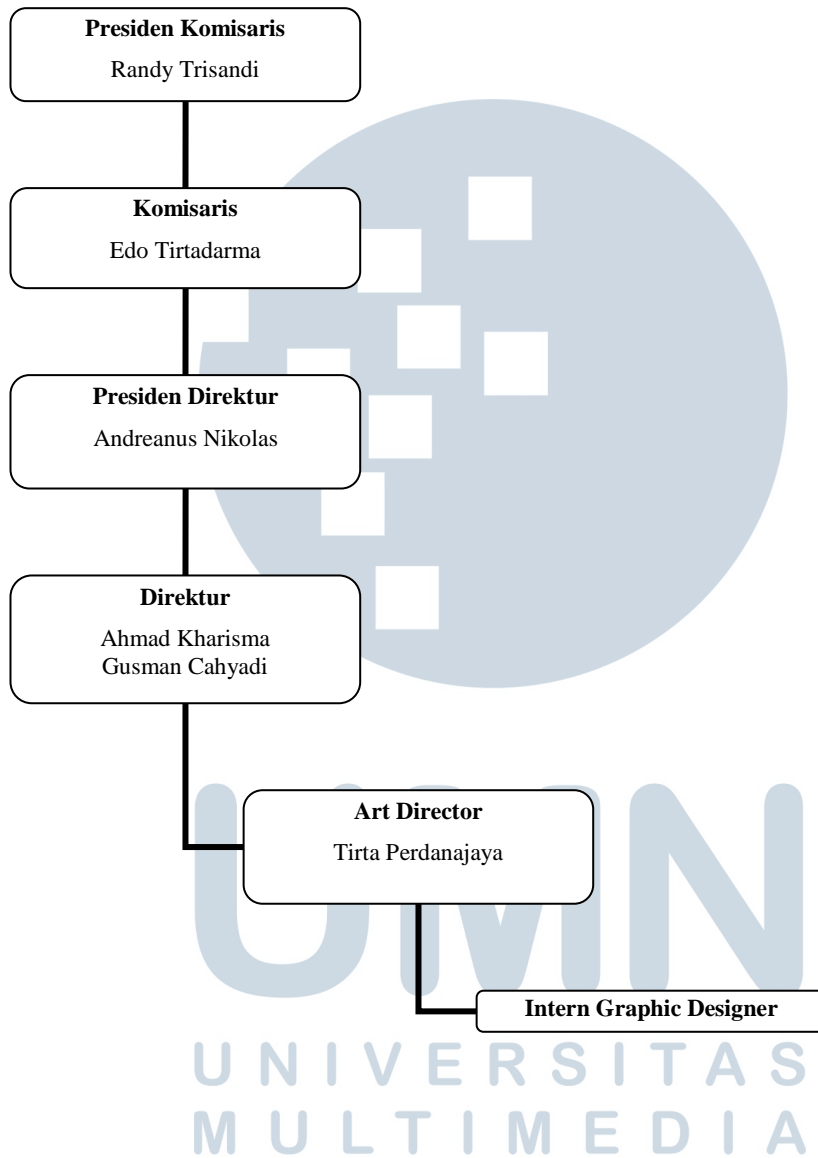 Presiden Komisaris
Randy Trisandi
Komisaris
Edo Tirtadarma
Presiden Direktur
Andreanus Nikolas
Direktur
Ahmad Kharisma
Gusman Cahyadi
Art Director
Tirta Perdanajaya
UMN
Intern Graphic Designer
UNIVERSITAS
MULTIMEDIA